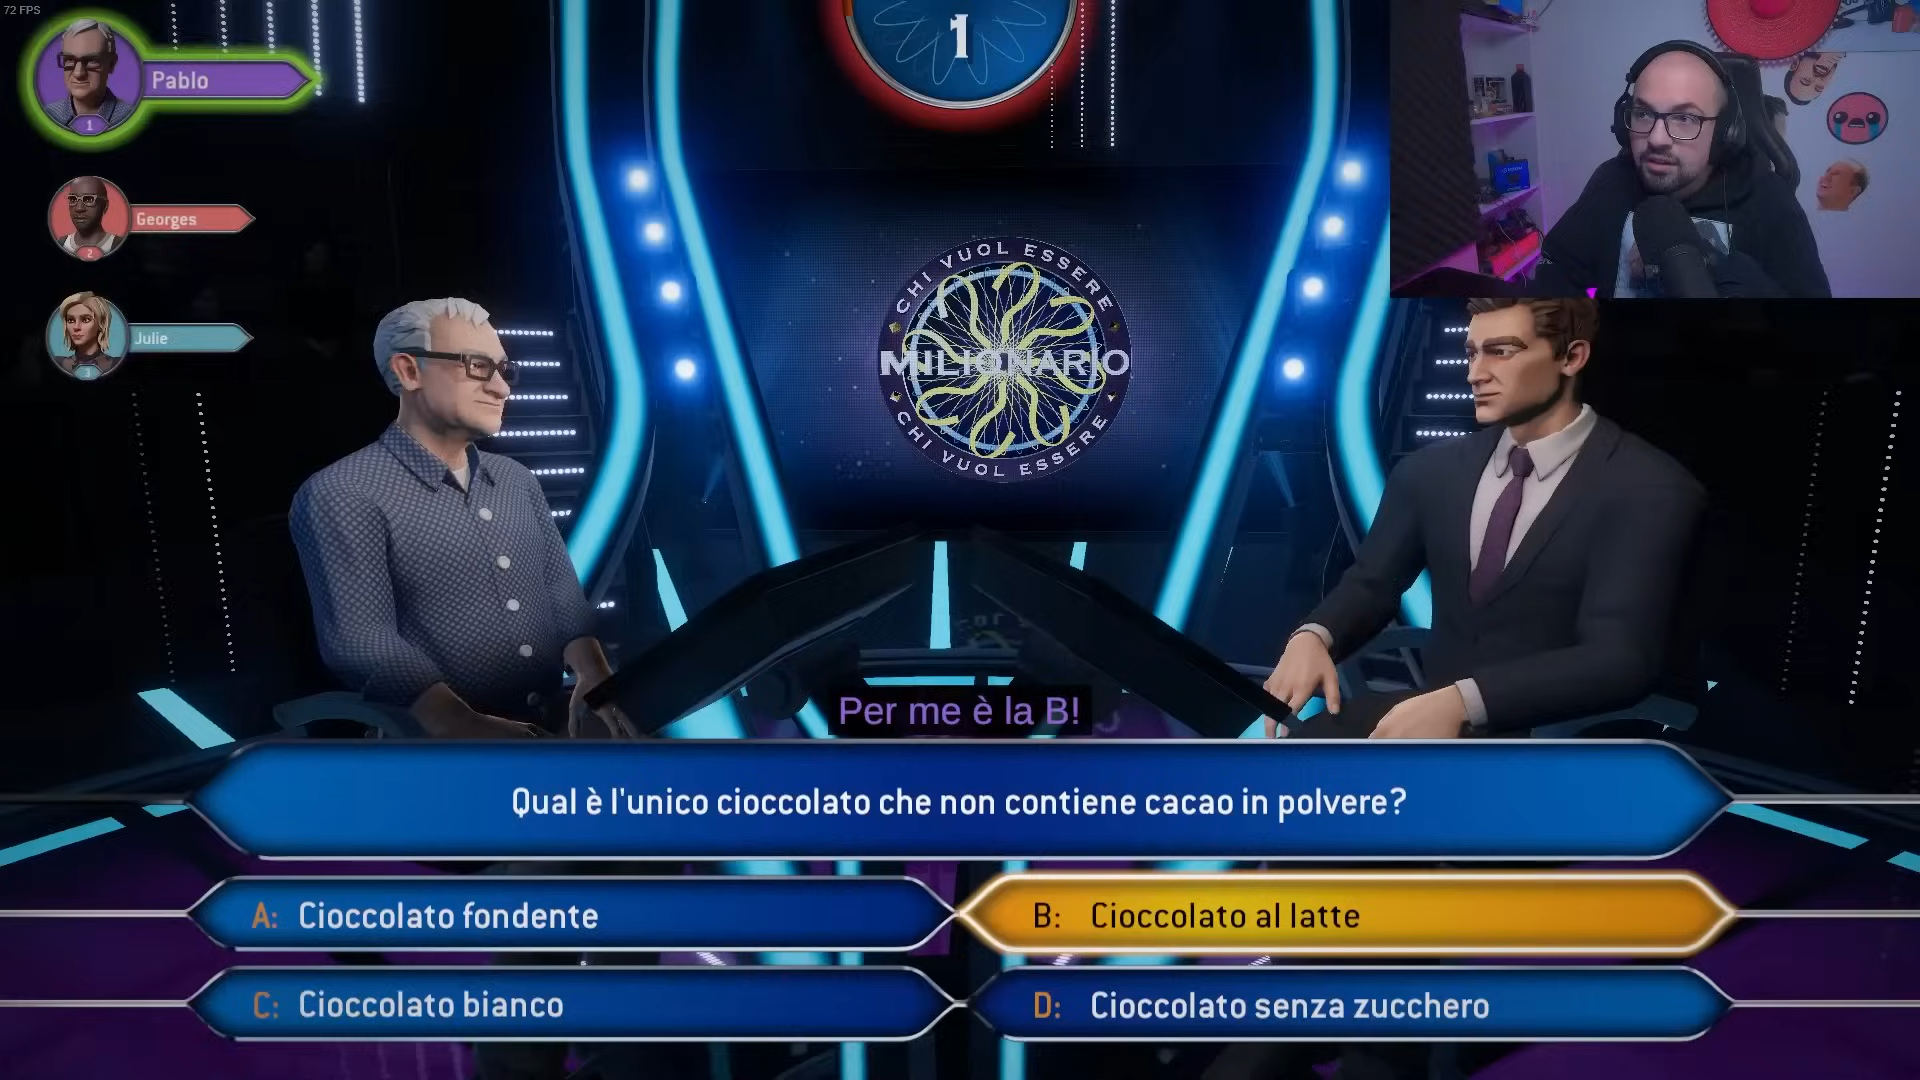 72 FPS
1
Pablo
1
Georges
2
Julie
3
CHI VUOL ESSERE
MILIONARIO
CHI VUOL ESSERE
Per me è la B!
Qual è l'unico cioccolato che non contiene cacao in polvere?
A: Cioccolato fondente
B: Cioccolato al latte
C: Cioccolato bianco
D: Cioccolato senza zucchero